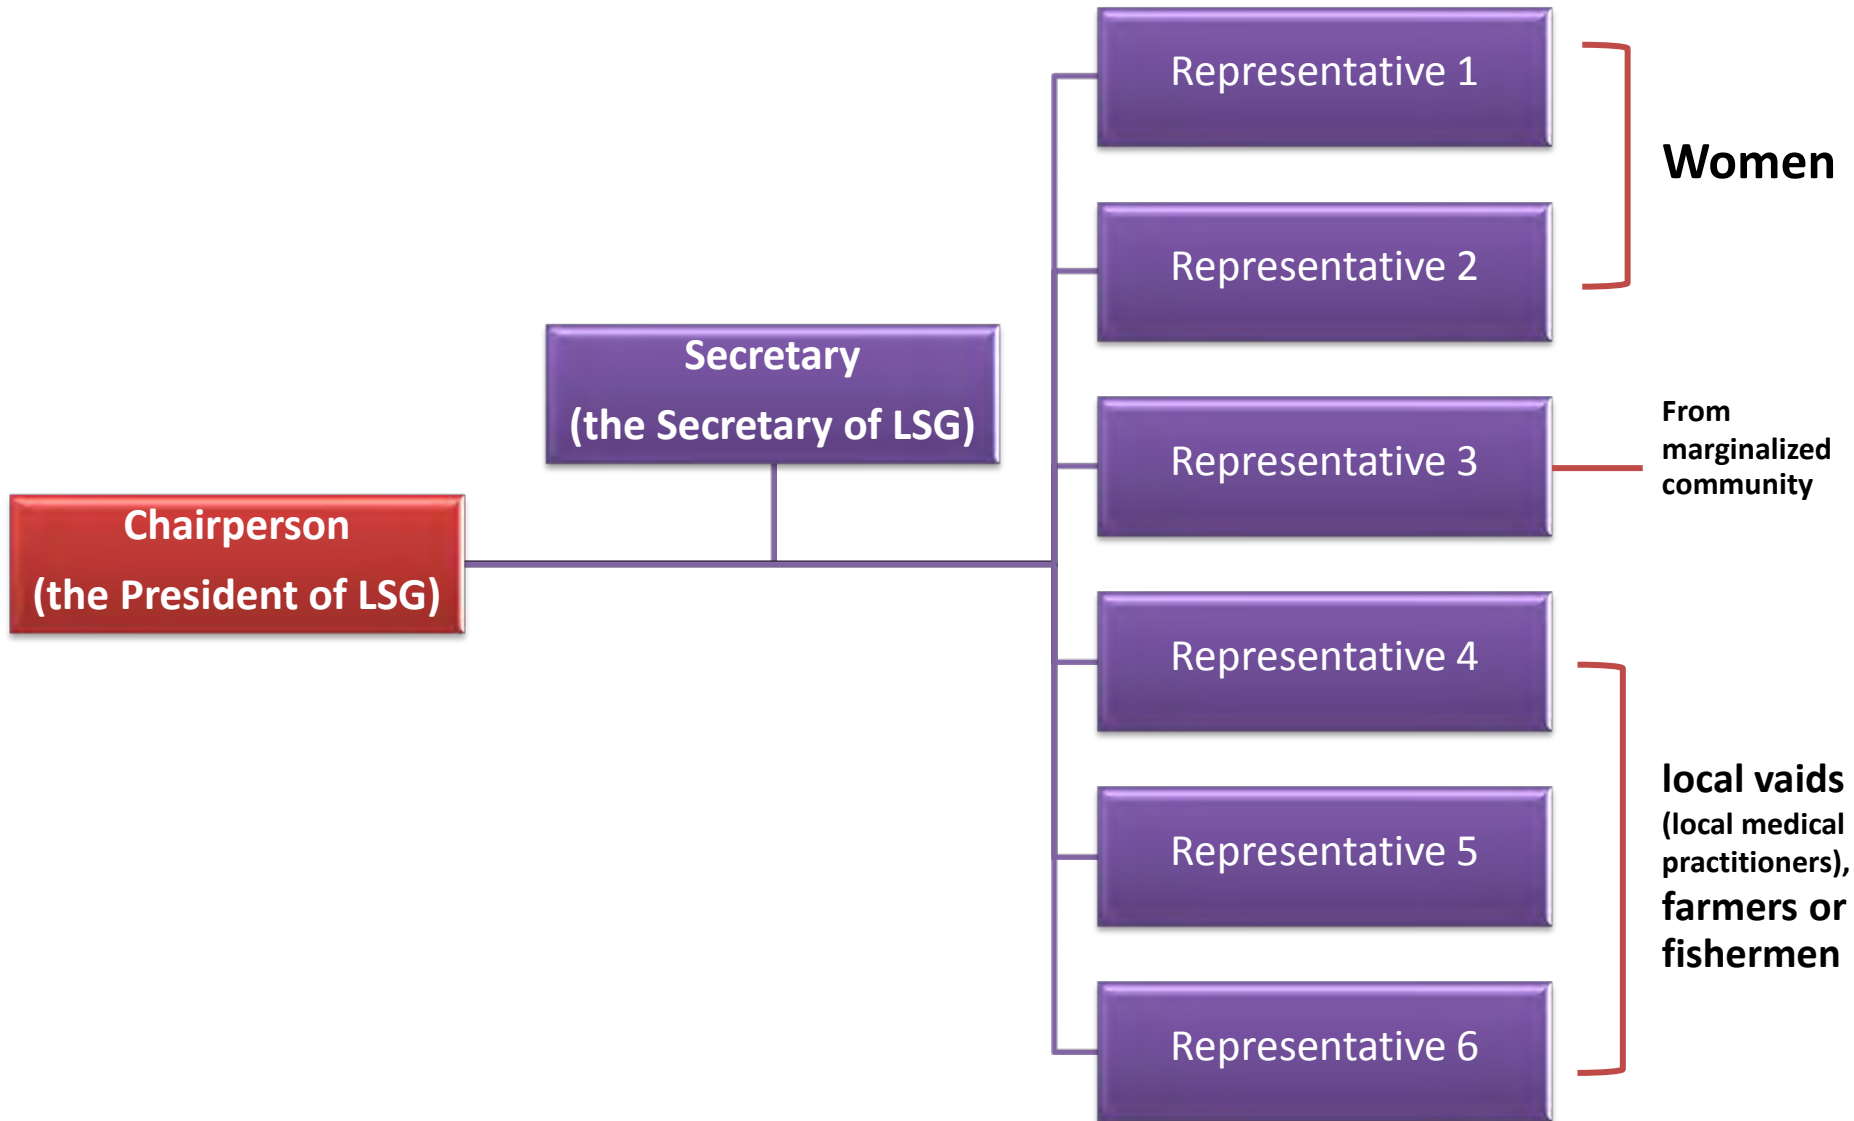 Chairperson
(the President of LSG)
Secretary
(the Secretary of LSG)
Representative 1
Representative 2
Representative 3
Representative 4
Representative 5
Representative 6
Women
From
marginalized
community
local vaids
(local medical
practitioners),
farmers or
fishermen